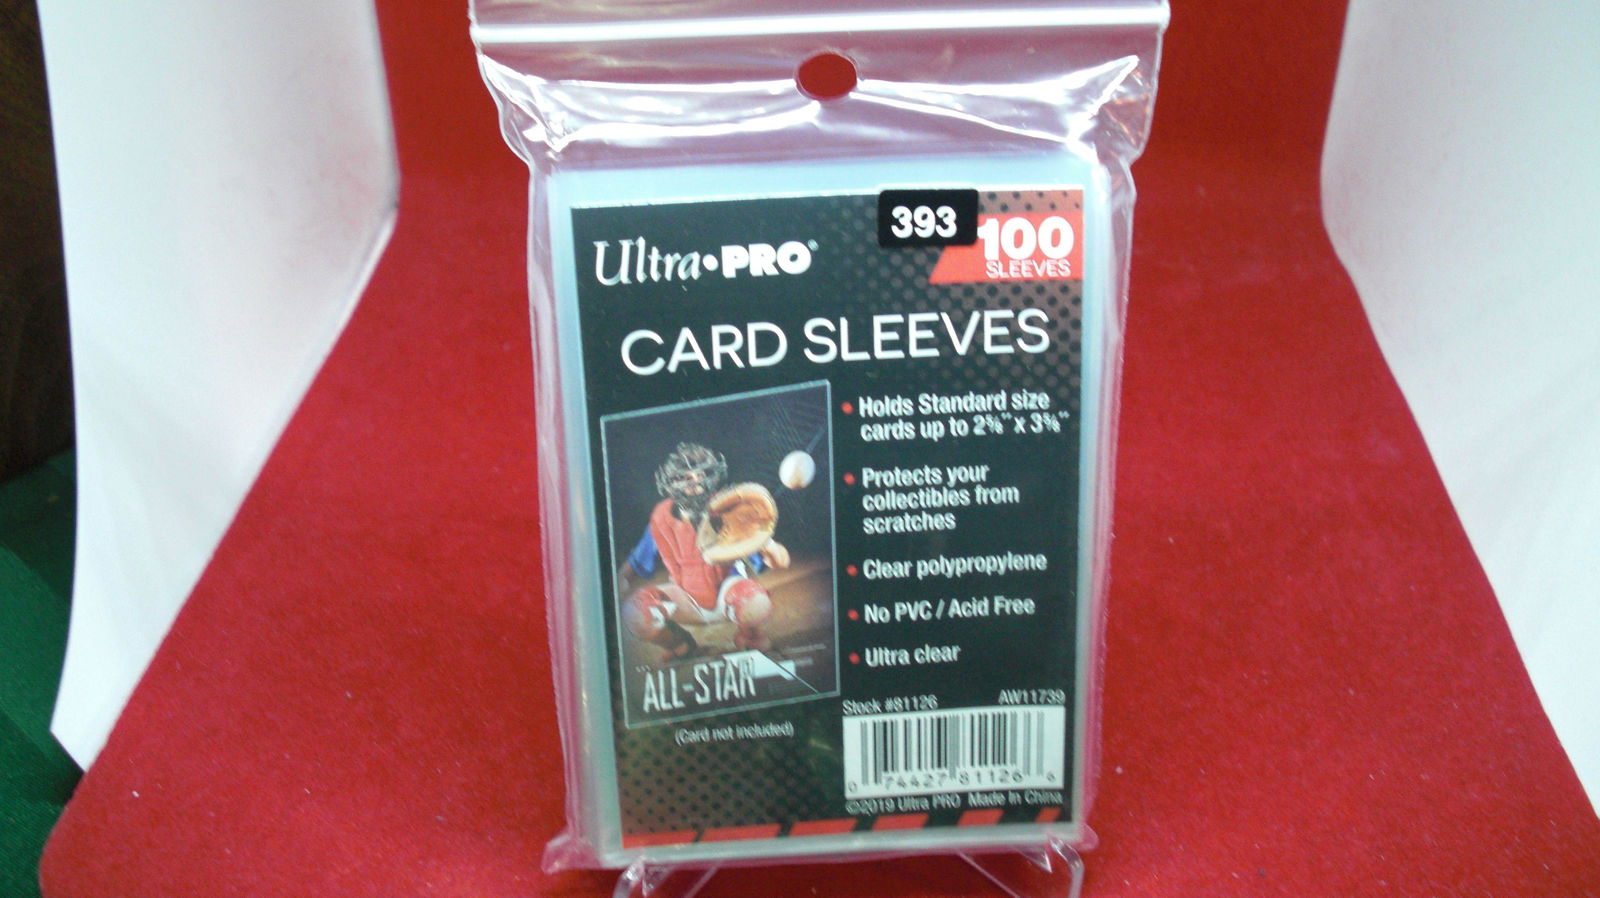 393
Ultra•PRO®
100
SLEEVES
CARD SLEEVES
• Holds Standard size
cards up to 2⅝" x 3⅝"
• Protects your
collectibles from
scratches
• Clear polypropylene
• No PVC / Acid Free
• Ultra clear
ALL-STAR
(Card not included)
Stock #81126 AW11739
0 74427 81126 6
©2019 Ultra PRO Made In China